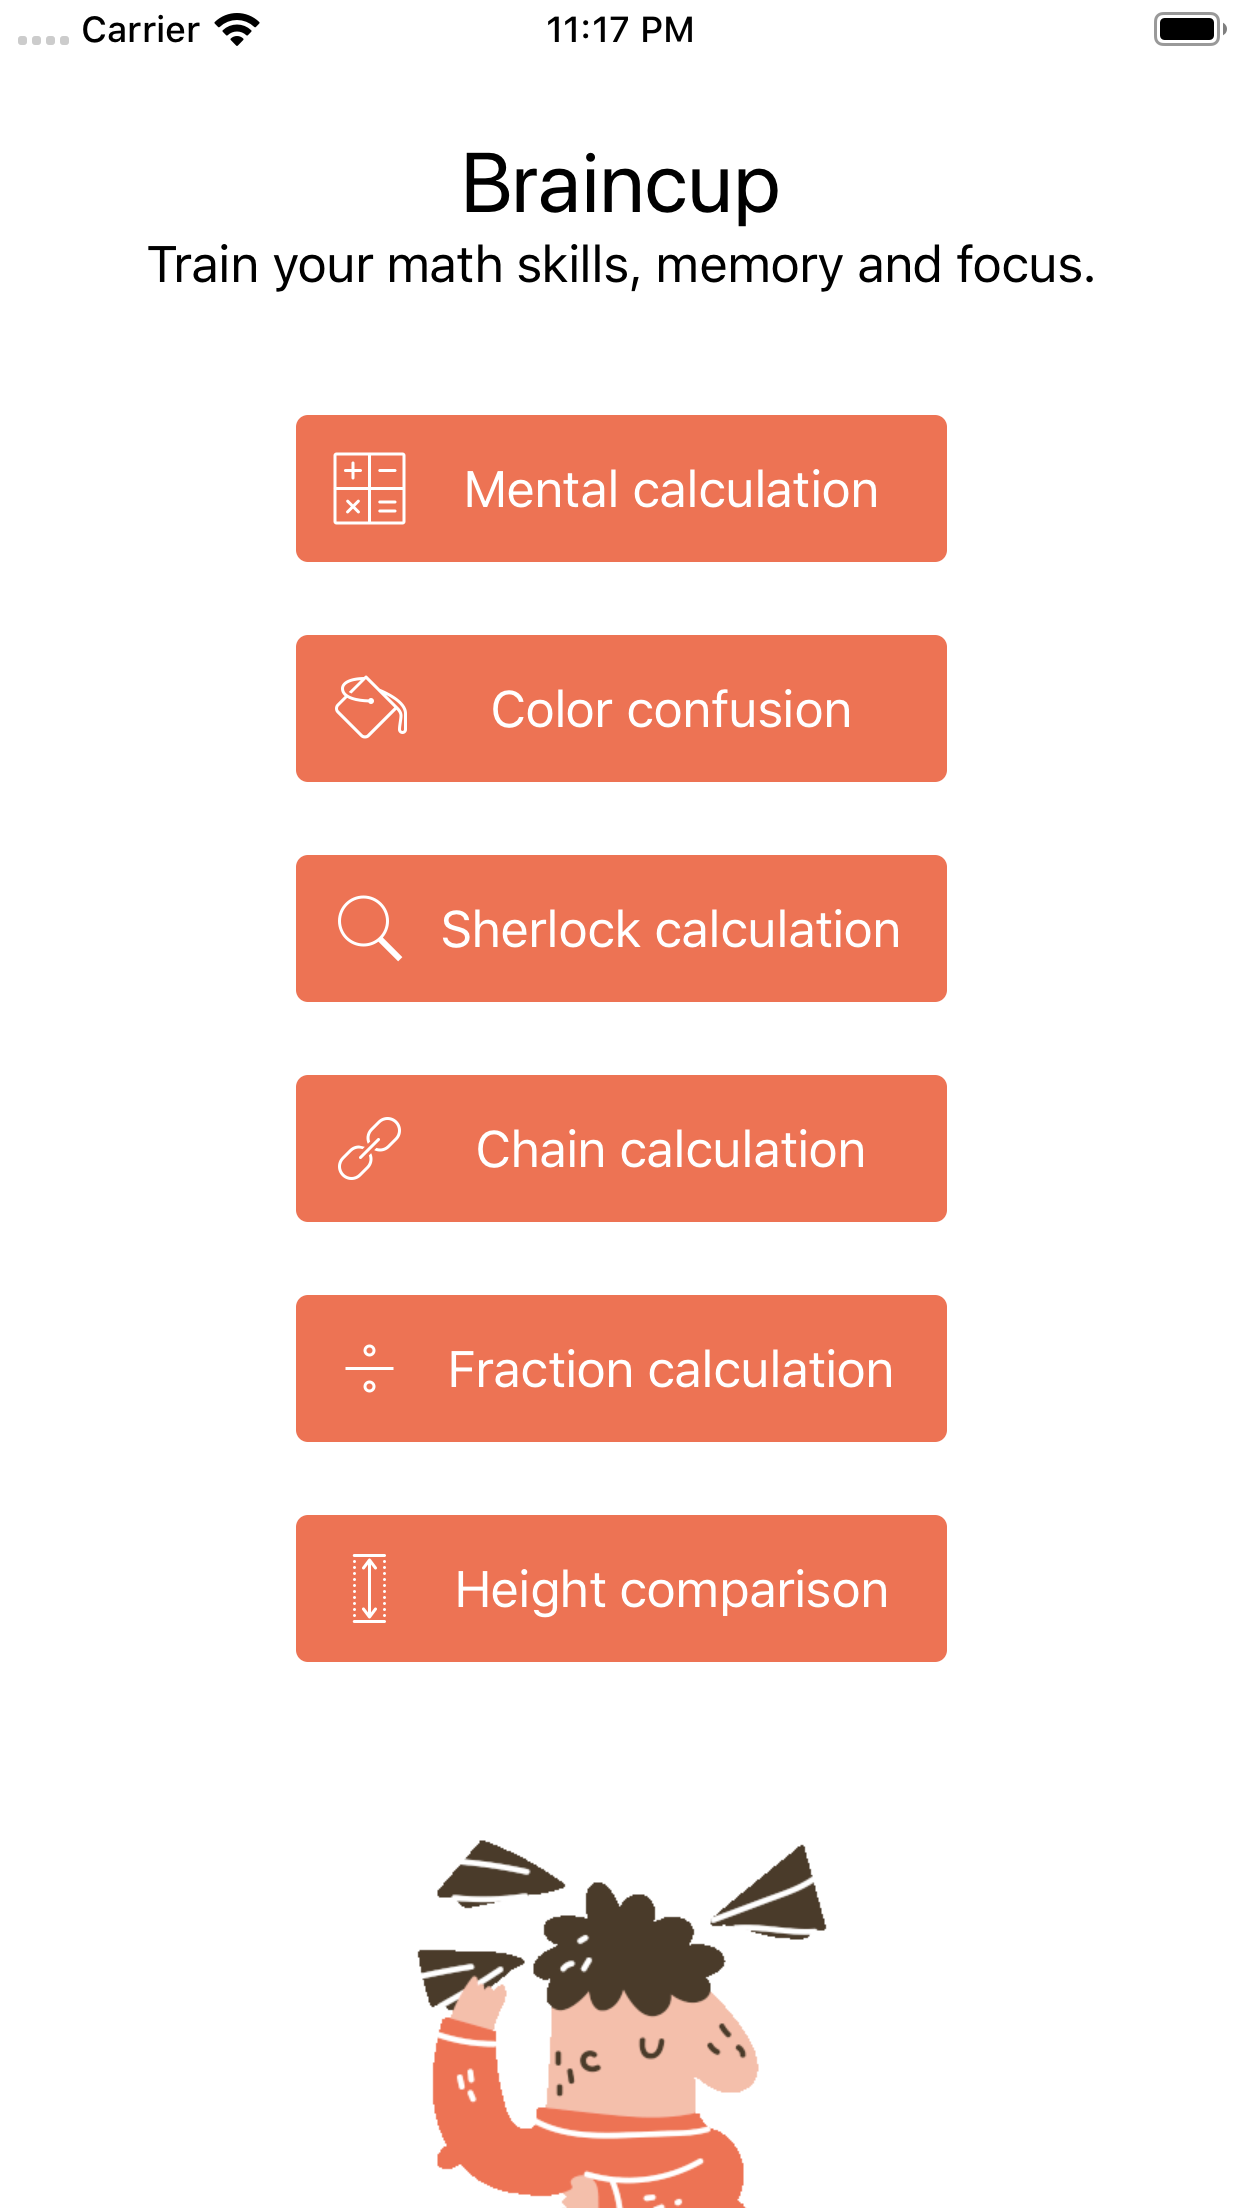 Carrier 11:17 PM
Braincup
Train your math skills, memory and focus.
Mental calculation
Color confusion
Sherlock calculation
Chain calculation
Fraction calculation
Height comparison